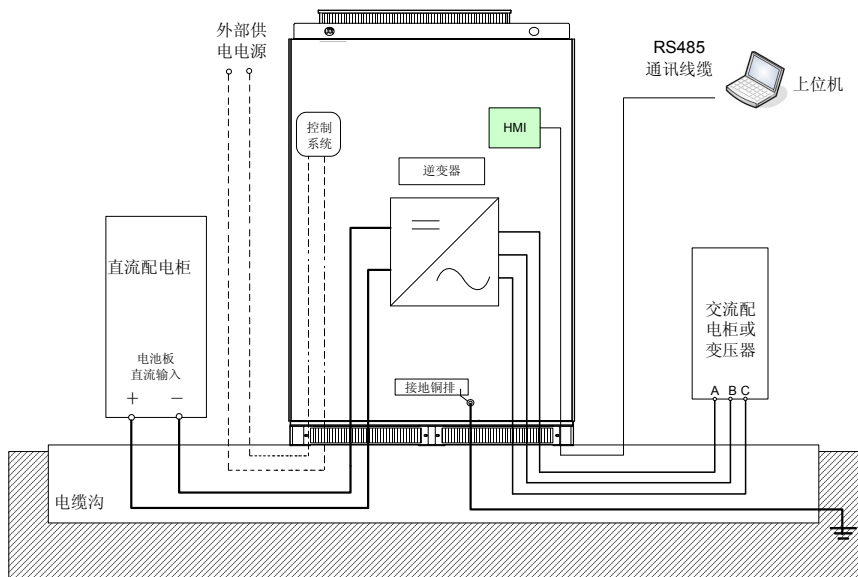 外部供
电电源
RS485
通讯线缆
上位机
控制
系统
HMI
逆变器
直流配电柜
电池板
直流输入
+ −
交流配
电柜或
变压器
A B C
接地铜排
电缆沟